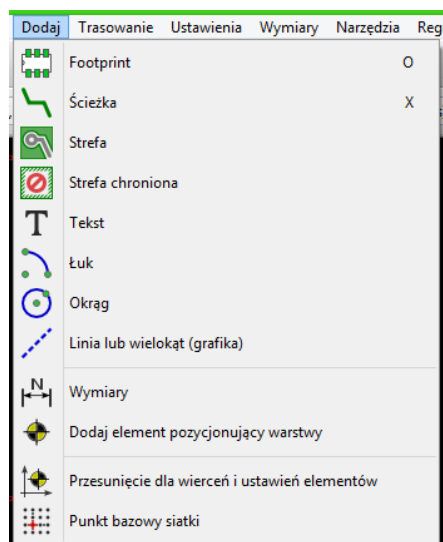 Dodaj Trasowanie Ustawienia Wymiary Narzędzia Reg
Footprint O
Ścieżka X
Strefa
Strefa chroniona
T Tekst
Łuk
Okrąg
Linia lub wielokąt (grafika)
N Wymiary
Dodaj element pozycjonujący warstwy
Przesunięcie dla wierceń i ustawień elementów
Punkt bazowy siatki